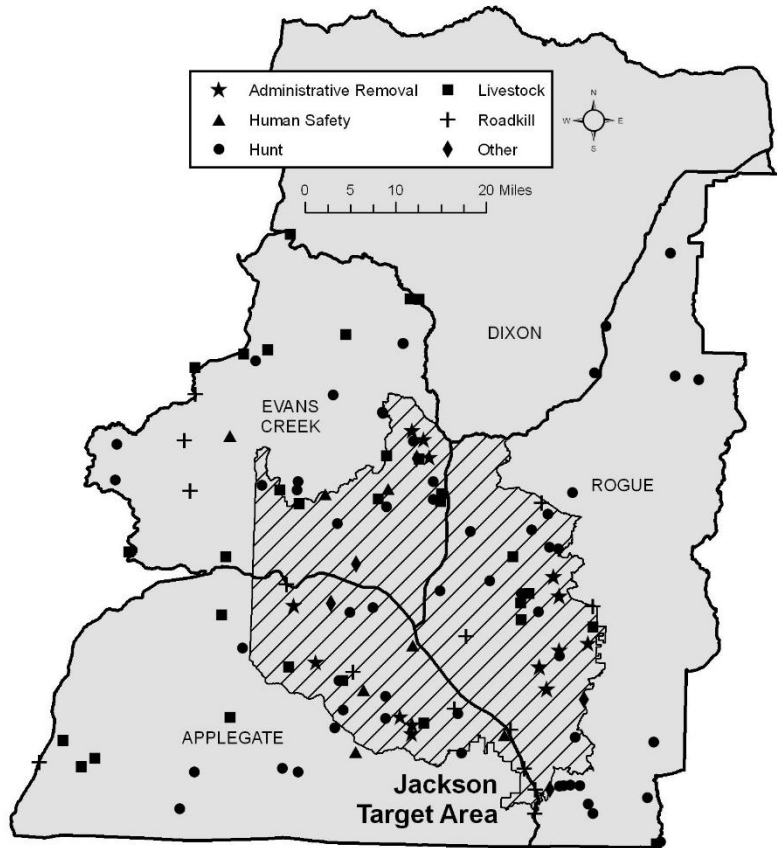 Administrative Removal
Livestock
Human Safety
Roadkill
Hunt
Other
N
W E
S
0 5 10 20 Miles
DIXON
EVANS
CREEK
ROGUE
APPLEGATE
Jackson
Target Area